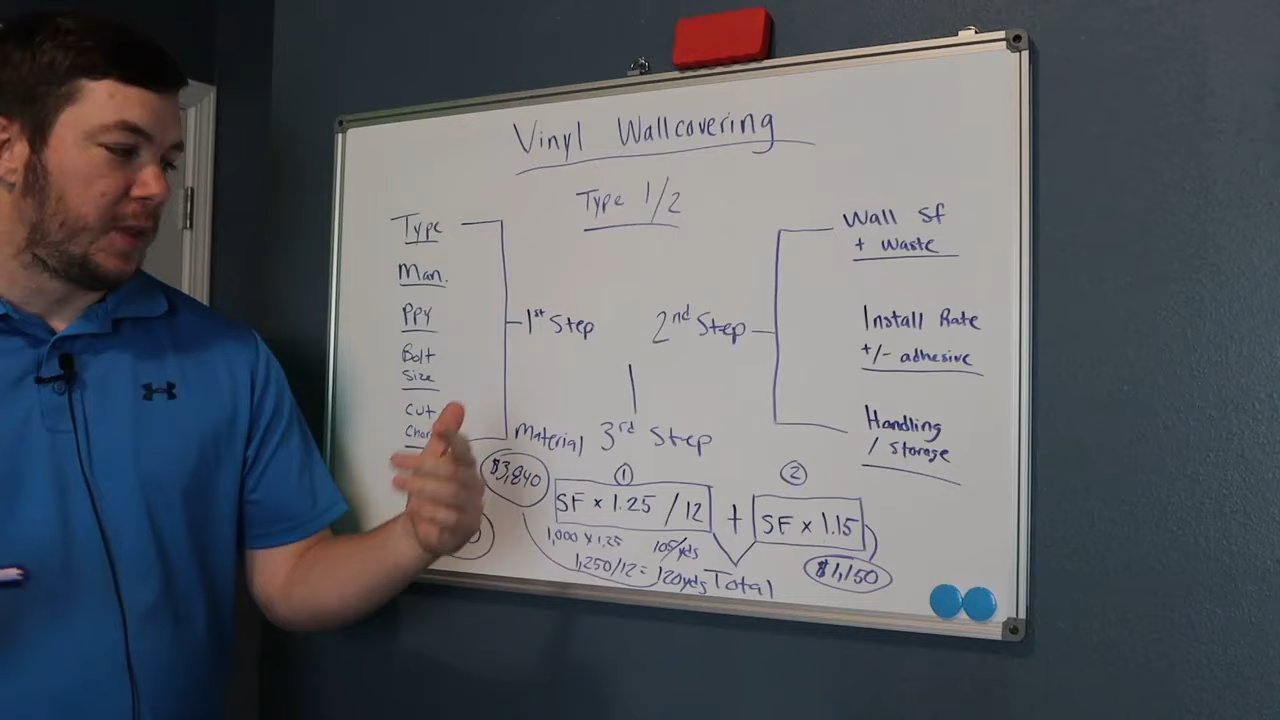 Vinyl Wallcovering
Type 1/2
Type
Man.
PPY
Bolt
Size
Cut
1st Step
2nd Step
Wall Sf
+ Waste
Install Rate
+/- adhesive
Handling
/ Storage
Material 3rd Step
$3,840
1
SF x 1.25 / 12
+
2
SF x 1.15
1,000 x 1.25
105/yds
1,250/12 = 120yds
Total
$1,150